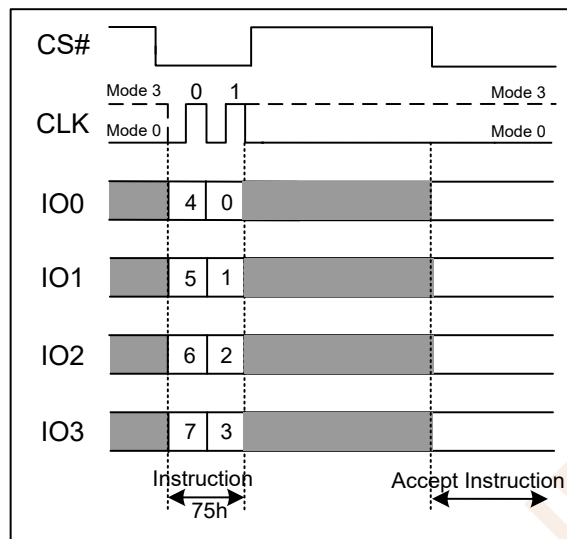 CS#
Mode 3 0 1 Mode 3
CLK
Mode 0 Mode 0
IO0 4 0
IO1 5 1
IO2 6 2
IO3 7 3
Instruction Accept Instruction
75h